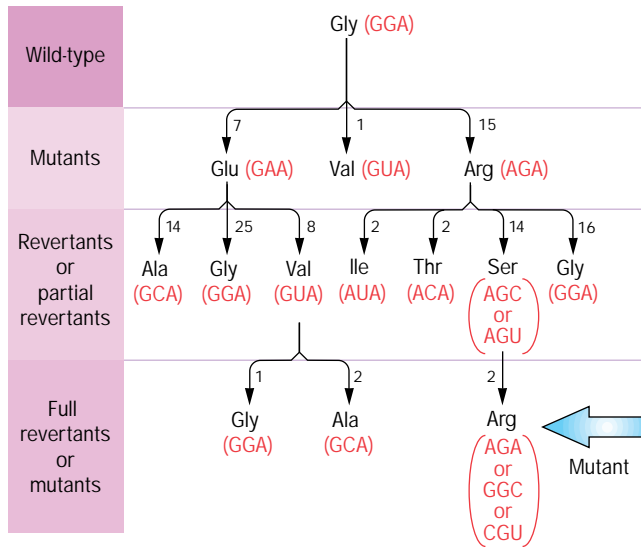 Gly (GGA)
Wild-type
7
1
15
Mutants
Glu (GAA)
Val (GUA)
Arg (AGA)
14
25
8
2
2
14
16
Revertants
or
partial
revertants
Ala
(GCA)
Gly
(GGA)
Val
(GUA)
Ile
(AUA)
Thr
(ACA)
Ser
(AGC
or
AGU)
Gly
(GGA)
1
2
2
Full
revertants
or
mutants
Gly
(GGA)
Ala
(GCA)
Arg
(AGA
or
GGC
or
CGU)
Mutant